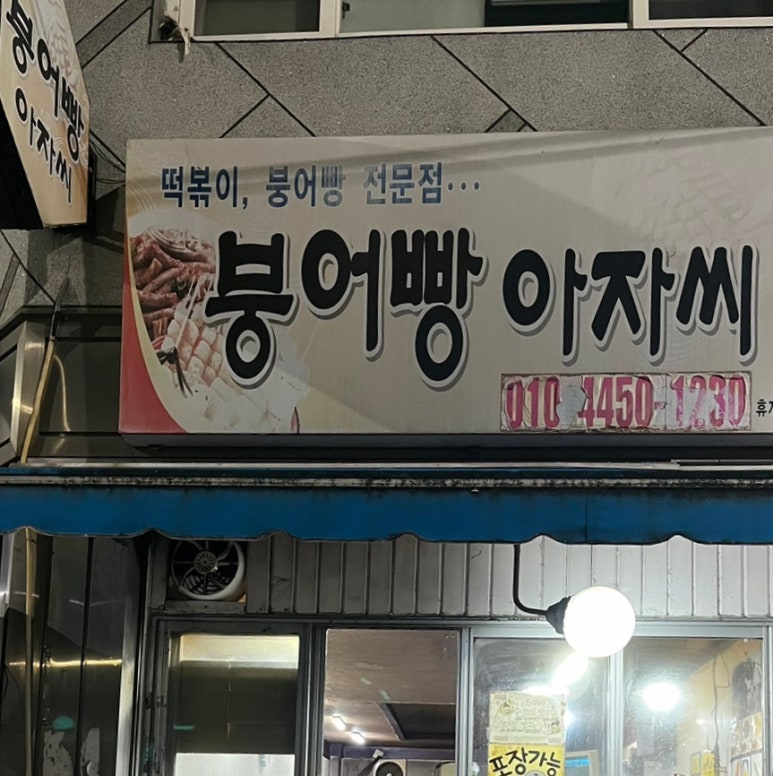 붕어빵
아자씨
떡볶이, 붕어빵 전문점...
붕어빵 아자씨
010-4450-1230
포장가능